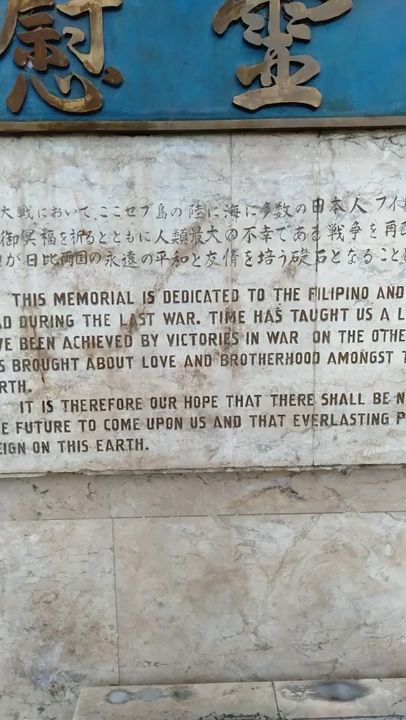 慰 霊
大戦において、ここセブ島の陸に海に多数の日本人フィ
御冥福を祈るとともに人類最大の不幸である戦争を再
が日比両国の永遠の平和と友情を培う礎石となること
THIS MEMORIAL IS DEDICATED TO THE FILIPINO AND
AD DURING THE LAST WAR. TIME HAS TAUGHT US A L
VE BEEN ACHIEVED BY VICTORIES IN WAR ON THE OTHE
S BROUGHT ABOUT LOVE AND BROTHERHOOD AMONGST T
RTH.
IT IS THEREFORE OUR HOPE THAT THERE SHALL BE N
E FUTURE TO COME UPON US AND THAT EVERLASTING P
EIGN ON THIS EARTH.